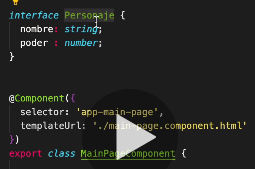 interface Personaje {
nombre: string;
poder : number;
}
@Component({
selector: 'app-main-page',
templateUrl: './main-page.component.html'
})
export class MainPageComponent {